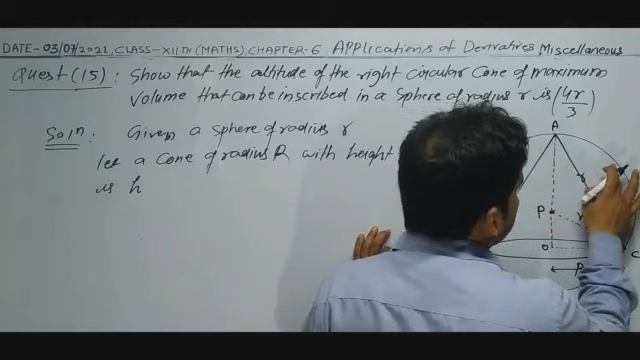 DATE-03/07/2021, CLASS-XIITH (MATHS), CHAPTER-6 Applications of Derivatives Miscellaneous
Quest (15) : Show that the altitude of the right circular cone of maximum
volume that can be inscribed in a sphere of radius r is (4r/3)
Soln : Given a sphere of radius r
let a cone of radius R with height
is h
A
P
r
O
C